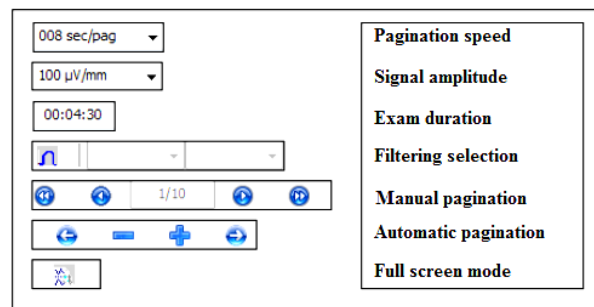 008 sec/pag Pagination speed
100 µV/mm Signal amplitude
00:04:30 Exam duration
Filtering selection
1/10 Manual pagination
Automatic pagination
Full screen mode